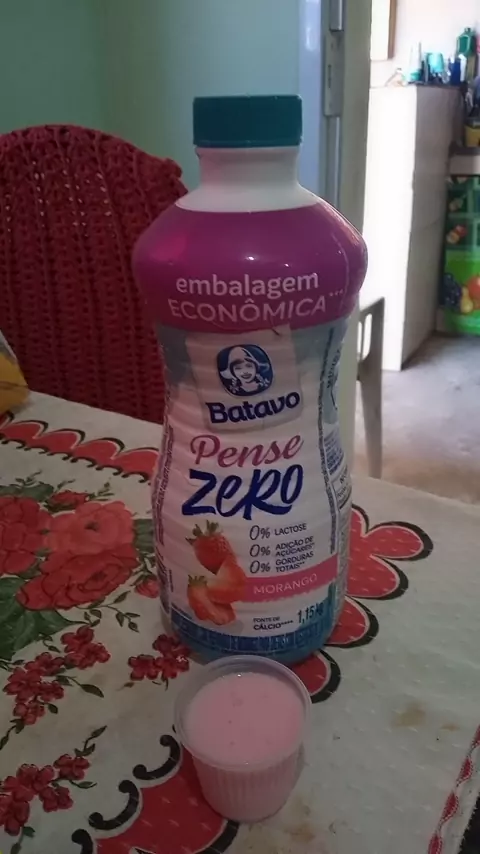 embalagem
ECONÔMICA***
Batavo
Pense
ZERO
0% LACTOSE
0% ADIÇÃO DE
AÇÚCARES*
0% GORDURAS
TOTAIS**
MORANGO
FONTE DE
CÁLCIO****
1,15